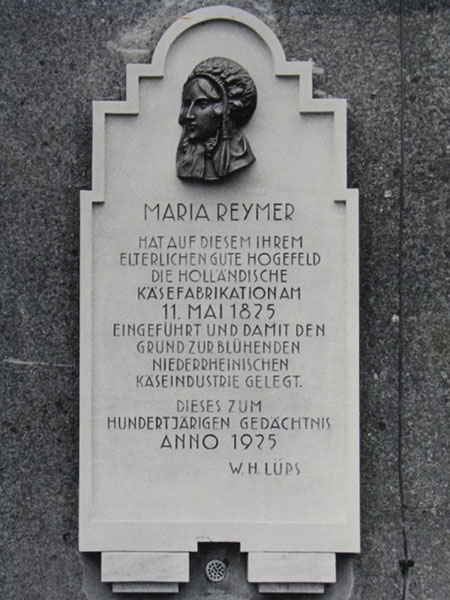 MARIA REYMER
HAT AUF DIESEM IHREM
ELTERLICHEN GUTE HOGEFELD
DIE HOLLÄNDISCHE
KÄSEFABRIKATION AM
11. MAI 1825
EINGEFÜHRT UND DAMIT DEN
GRUND ZUR BLÜHENDEN
NIEDERRHEINISCHEN
KÄSEINDUSTRIE GELEGT.
DIESES ZUM
HUNDERTJÄRIGEN GEDÄCHTNIS
ANNO 1925
W. H. LÜPS